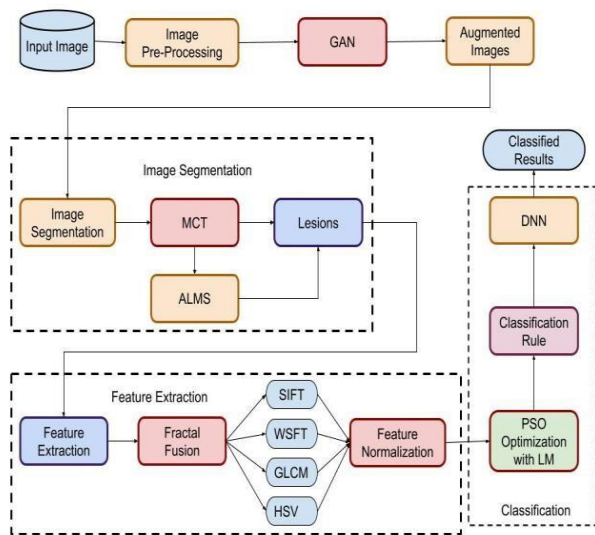 Input Image
Image
Pre-Processing
GAN
Augmented
Images
Image Segmentation
Image
Segmentation
MCT
Lesions
ALMS
Classified
Results
DNN
Classification
Rule
PSO
Optimization
with LM
Classification
Feature Extraction
Feature
Extraction
Fractal
Fusion
SIFT
WSFT
GLCM
HSV
Feature
Normalization